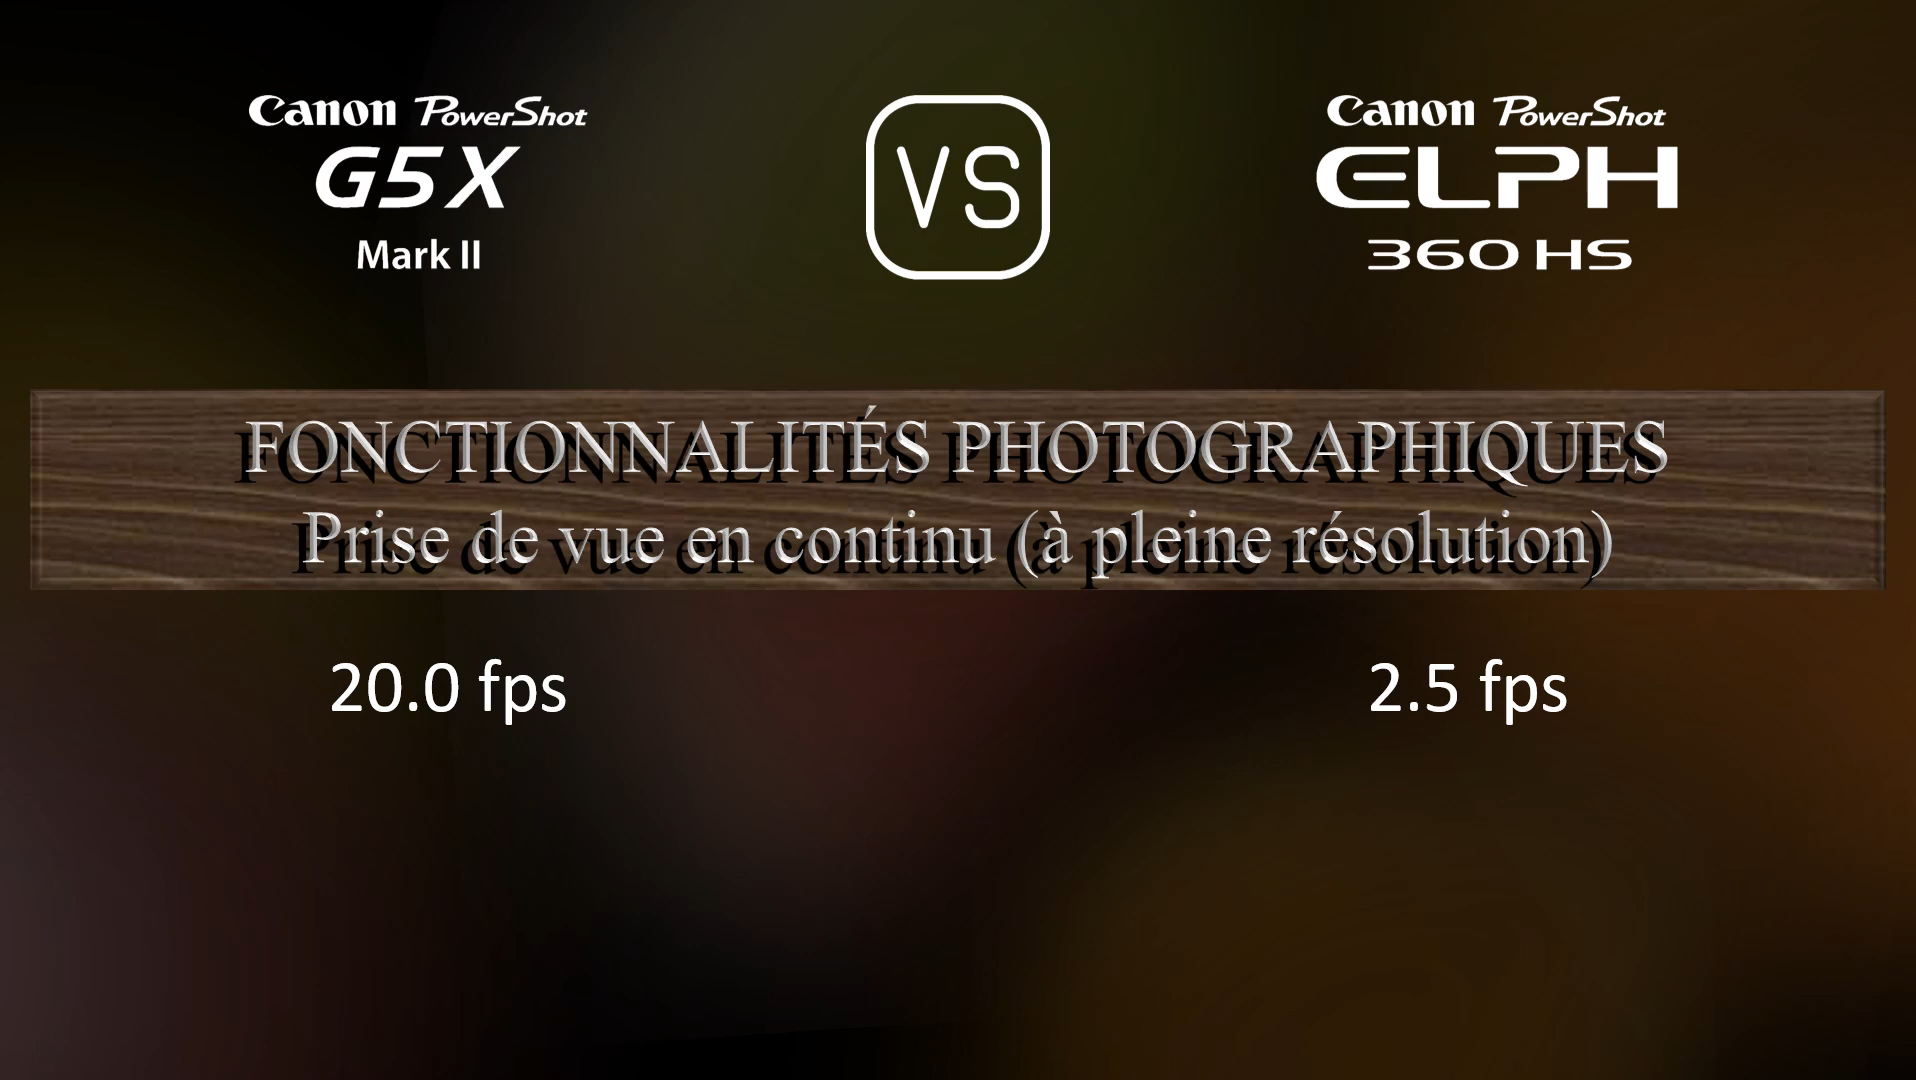 Canon PowerShot
G5 X
Mark II
VS
Canon PowerShot
ELPH
360 HS
FONCTIONNALITÉS PHOTOGRAPHIQUES
Prise de vue en continu (à pleine résolution)
20.0 fps
2.5 fps